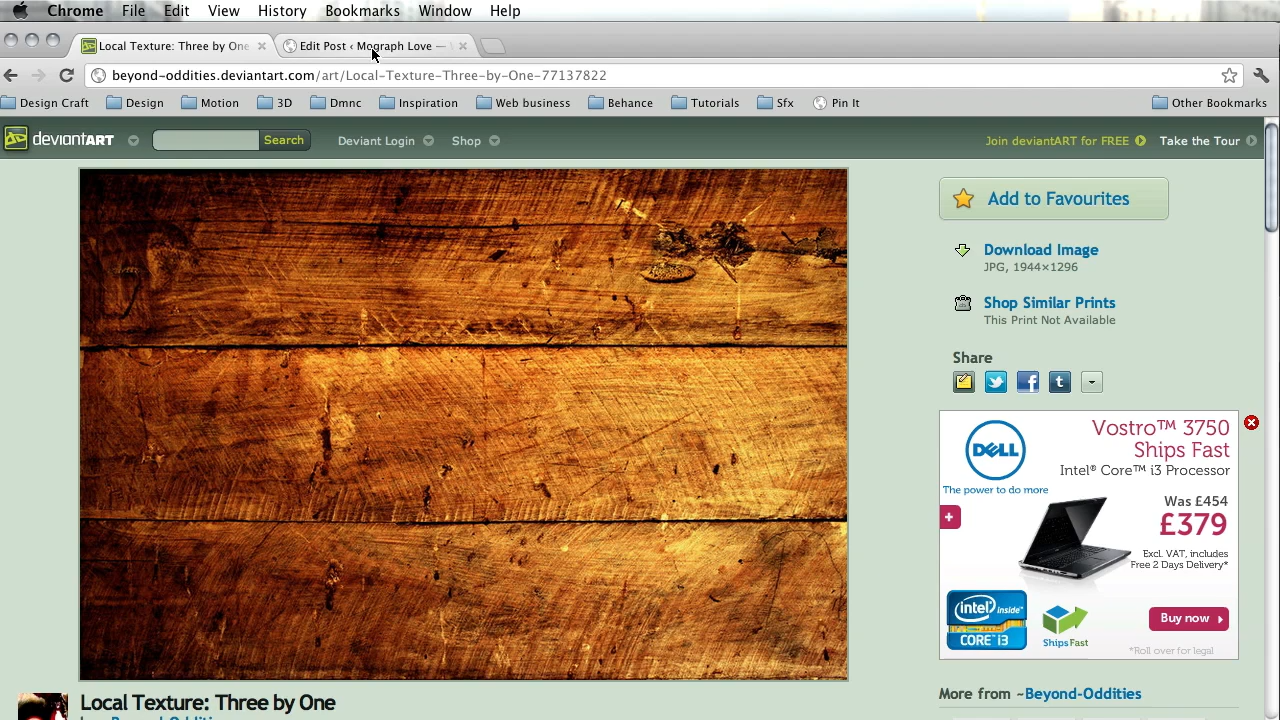 Chrome File Edit View History Bookmarks Window Help
Local Texture: Three by One
Edit Post ‹ Mograph Love —
beyond-oddities.deviantart.com/art/Local-Texture-Three-by-One-77137822
Design Craft Design Motion 3D Dmnc Inspiration Web business Behance Tutorials Sfx Pin It Other Bookmarks
deviantART Search Deviant Login Shop Join deviantART for FREE Take the Tour
Add to Favourites
Download Image
JPG, 1944×1296
Shop Similar Prints
This Print Not Available
Share
DELL
The power to do more
Vostro™ 3750
Ships Fast
Intel® Core™ i3 Processor
Was £454
£379
Excl. VAT, includes
Free 2 Days Delivery*
intel inside™
CORE™ i3
Ships Fast
Buy now
*Roll over for legal
Local Texture: Three by One
More from ~Beyond-Oddities